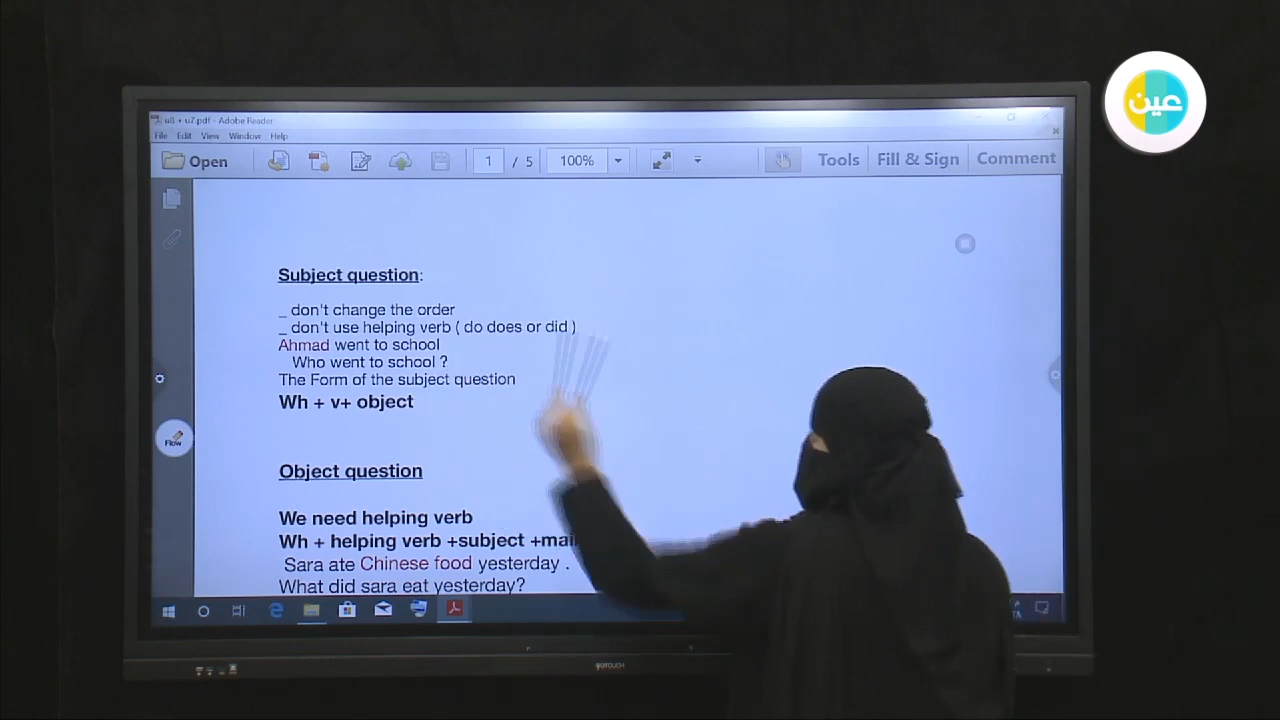 عين
u8 + u7.pdf - Adobe Reader
File Edit View Window Help
Open 1 / 5 100% Tools Fill & Sign Comment
Subject question:
_ don't change the order
_ don't use helping verb ( do does or did )
Ahmad went to school
Who went to school ?
The Form of the subject question
Wh + v+ object
Flow
Object question
We need helping verb
Wh + helping verb +subject +mai
Sara ate Chinese food yesterday .
What did sara eat yesterday?